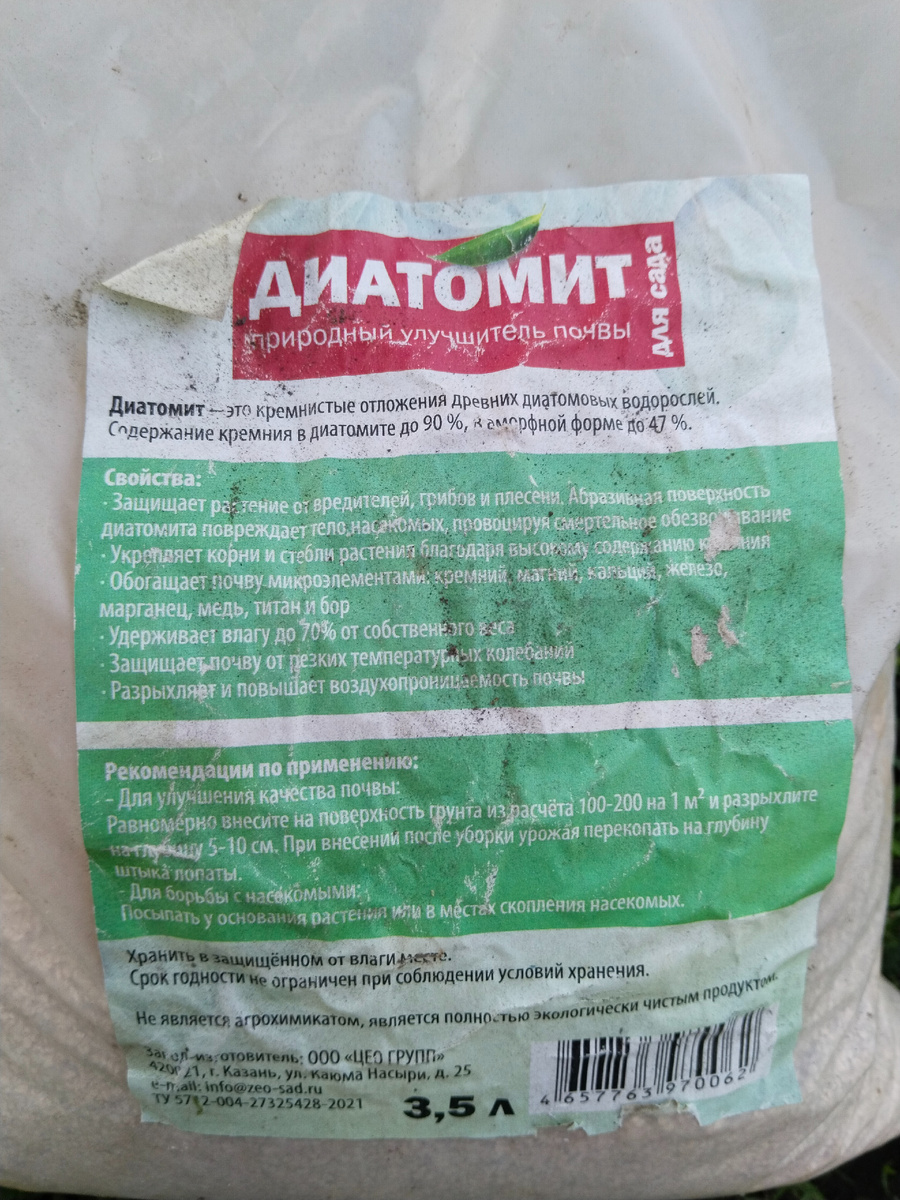 ДИАТОМИТ
природный улучшитель почвы
для сада
Диатомит — это кремнистые отложения древних диатомовых водорослей.
Содержание кремния в диатомите до 90 %, в аморфной форме до 47 %.
Свойства:
· Защищает растение от вредителей, грибов и плесени. Абразивная поверхность
диатомита повреждает тело насекомых, провоцируя смертельное обезвоживание
· Укрепляет корни и стебли растения благодаря высокому содержанию кремния
· Обогащает почву микроэлементами: кремний, магний, кальций, железо,
марганец, медь, титан и бор
· Удерживает влагу до 70% от собственного веса
· Защищает почву от резких температурных колебаний
· Разрыхляет и повышает воздухопроницаемость почвы
Рекомендации по применению:
- Для улучшения качества почвы:
Равномерно внесите на поверхность грунта из расчёта 100-200 на 1 м² и разрыхлите
на глубину 5-10 см. При внесении после уборки урожая перекопать на глубину
штыка лопаты.
- Для борьбы с насекомыми:
Посыпать у основания растения или в местах скопления насекомых.
Хранить в защищённом от влаги месте.
Срок годности не ограничен при соблюдении условий хранения.
Не является агрохимикатом, является полностью экологически чистым продуктом.
Завод-изготовитель: ООО «ЦЕО ГРУПП»
г. Казань, ул. Каюма Насыри, д. 25
e-mail: info@zeo-sad.ru
ТУ 5712-004-27325428-2021
3,5 л
4 657763 970062